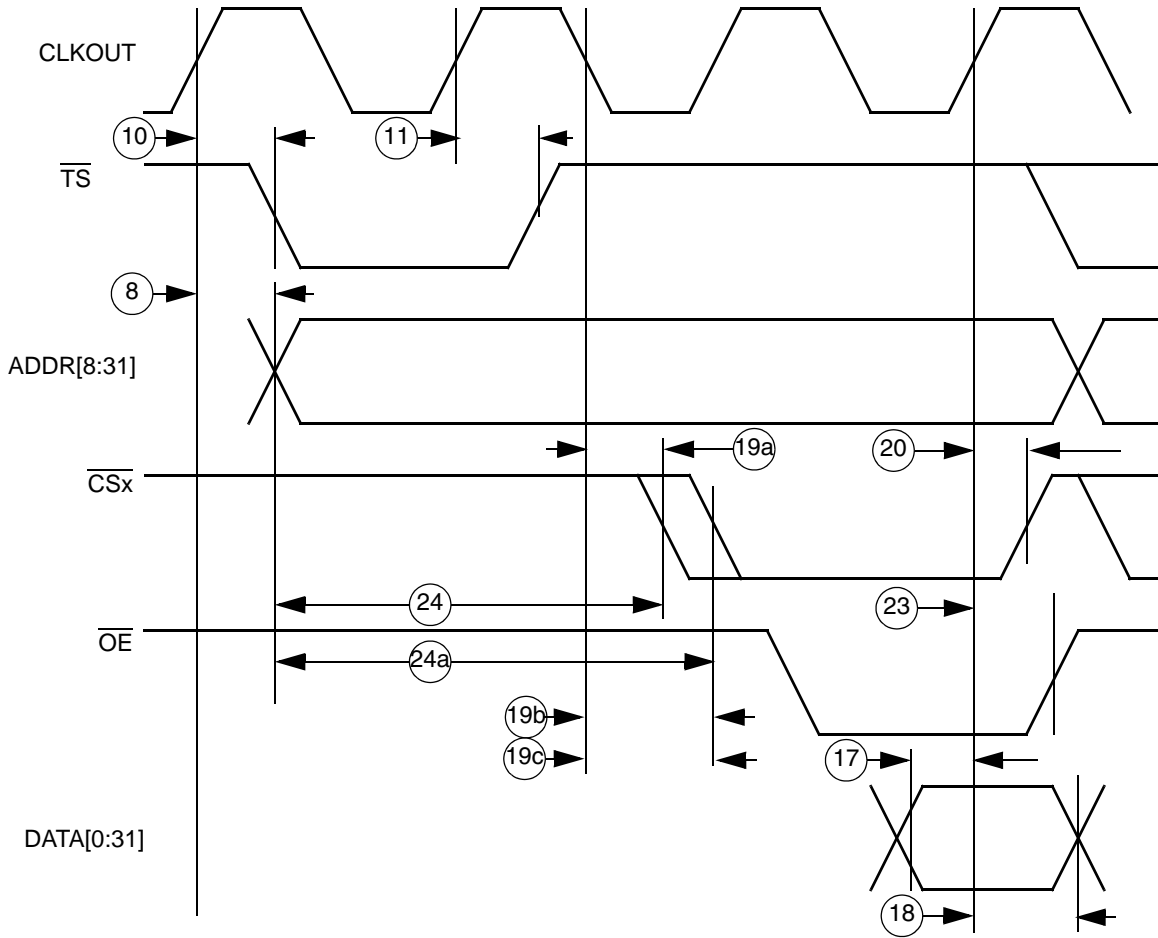 CLKOUT
10
11
TS
8
ADDR[8:31]
19a
20
CSx
24
23
OE
24a
19b
19c
17
DATA[0:31]
18